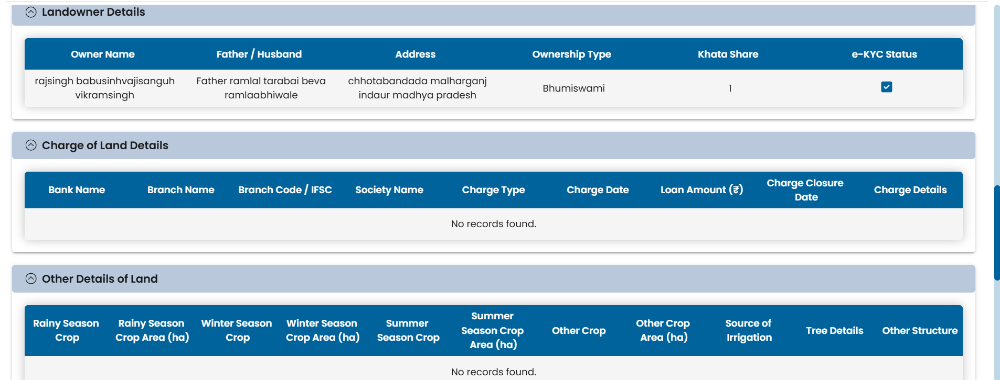 Landowner Details
Owner Name Father / Husband Address Ownership Type Khata Share e-KYC Status
rajsingh babusinhvajisanguh Father ramlal tarabai beva chhotabandada malharganj
vikramsingh ramlaabhiwale indaur madhya pradesh Bhumiswami 1
Charge of Land Details
Bank Name Branch Name Branch Code / IFSC Society Name Charge Type Charge Date Loan Amount (₹) Charge Closure Charge Details
Date
No records found.
Other Details of Land
Rainy Season Rainy Season Winter Season Winter Season Summer Summer Other Crop Other Crop Source of Tree Details Other Structure
Crop Crop Area (ha) Crop Crop Area (ha) Season Crop Season Crop Area (ha) Irrigation
Area (ha)
No records found.